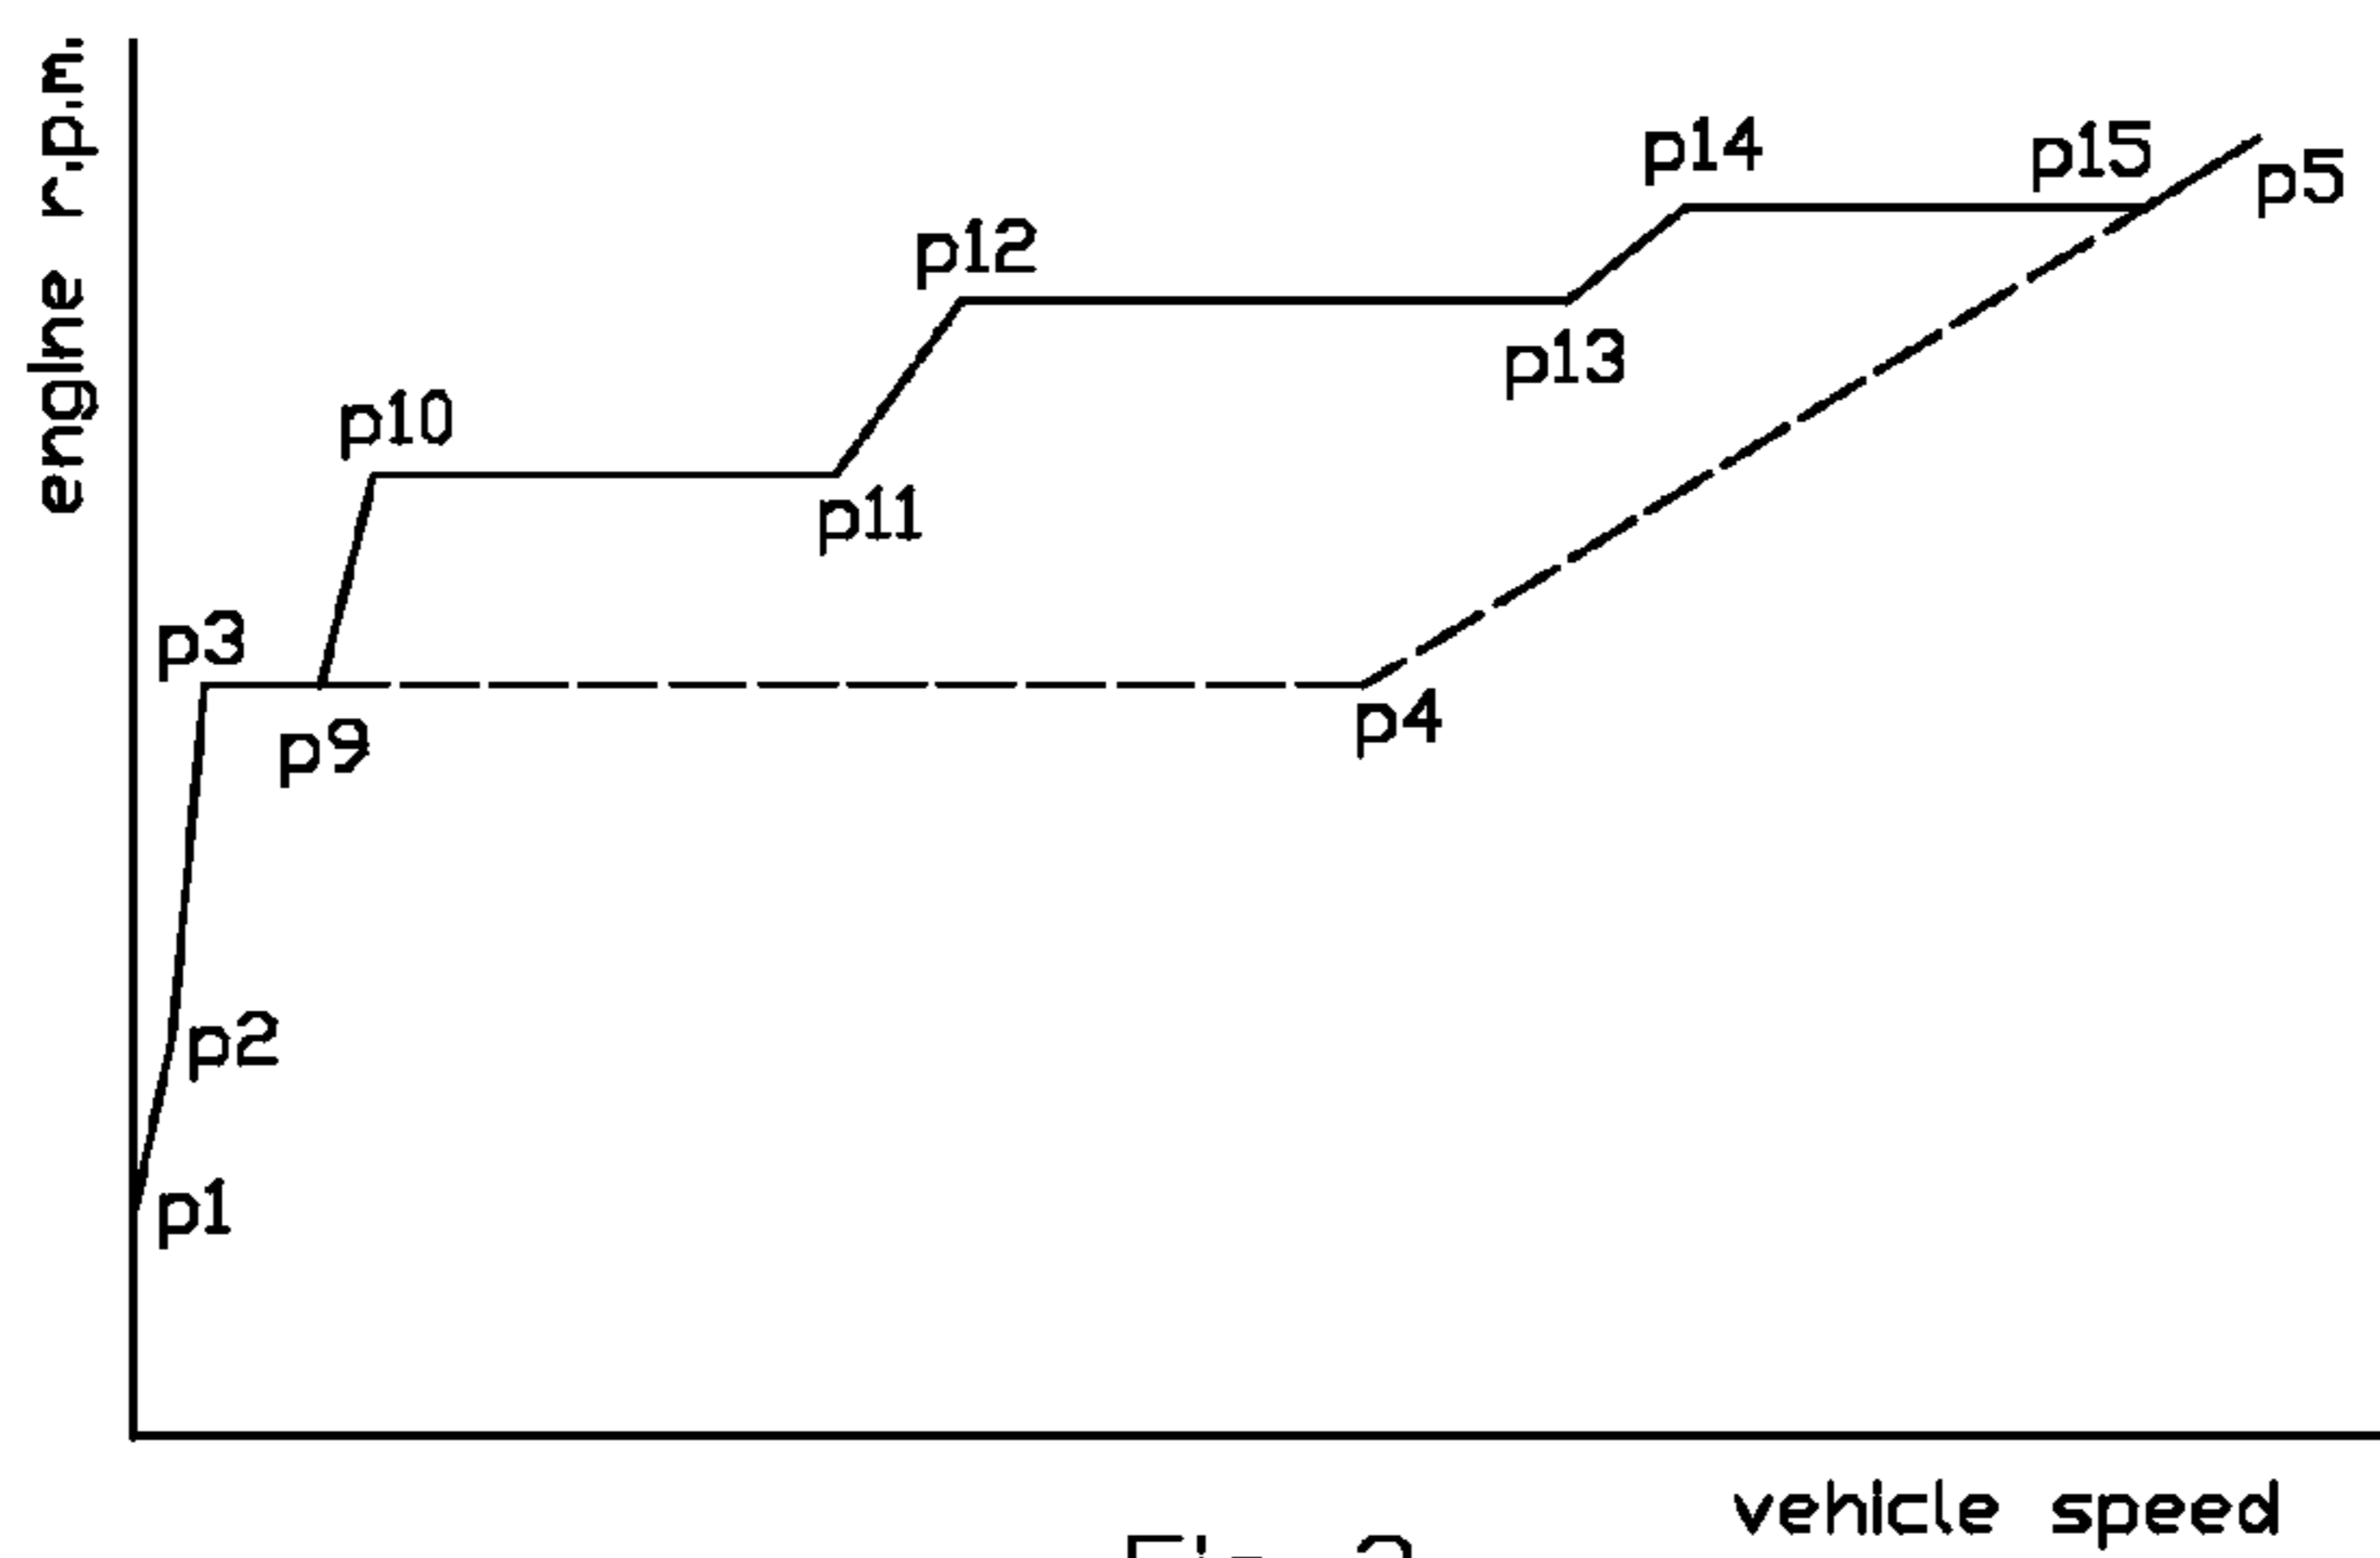 engine r.p.m.
p14
p15
p5
p12
p13
p10
p11
p3
p4
p9
p2
p1
vehicle speed